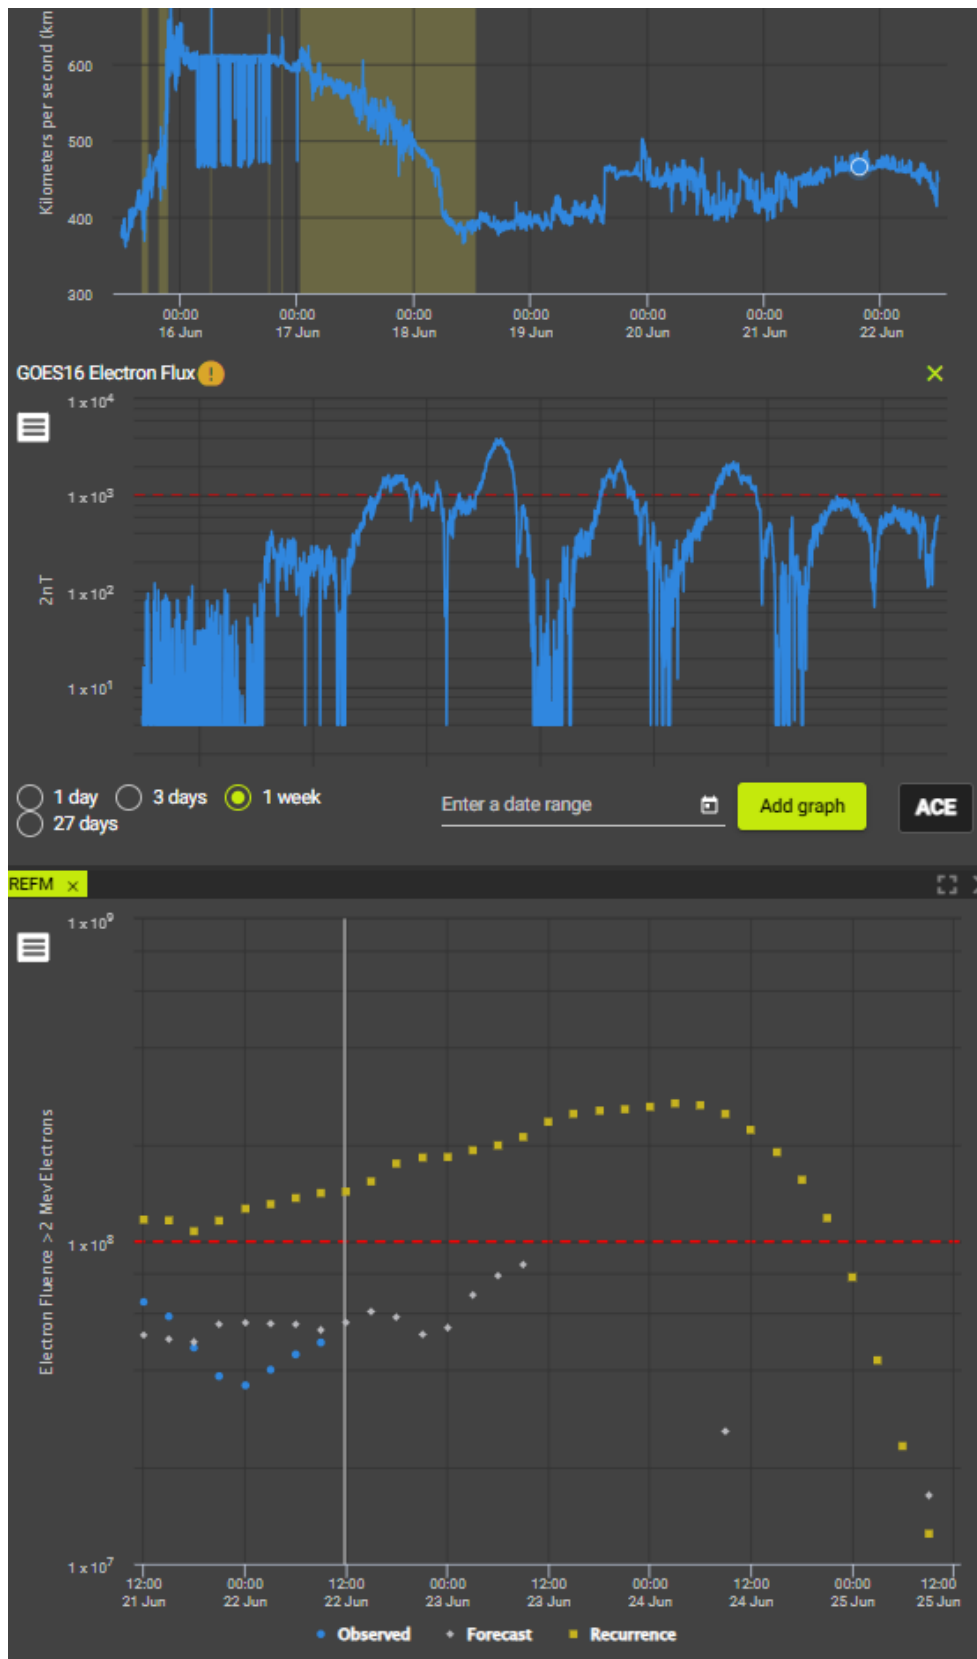 Kilometers per second (km
600
500
400
300
00:00 00:00 00:00 00:00 00:00 00:00 00:00
16 Jun 17 Jun 18 Jun 19 Jun 20 Jun 21 Jun 22 Jun
GOES16 Electron Flux !
1 x 10⁴
1 x 10³
1 x 10²
1 x 10¹
2nT
1 day 3 days 1 week
27 days
Enter a date range
Add graph
ACE
REFM ×
1 x 10⁹
1 x 10⁸
1 x 10⁷
Electron Fluence > 2 Mev Electrons
12:00 00:00 12:00 00:00 12:00 00:00 12:00 00:00 12:00
21 Jun 22 Jun 22 Jun 23 Jun 23 Jun 24 Jun 24 Jun 25 Jun 25 Jun
Observed Forecast Recurrence